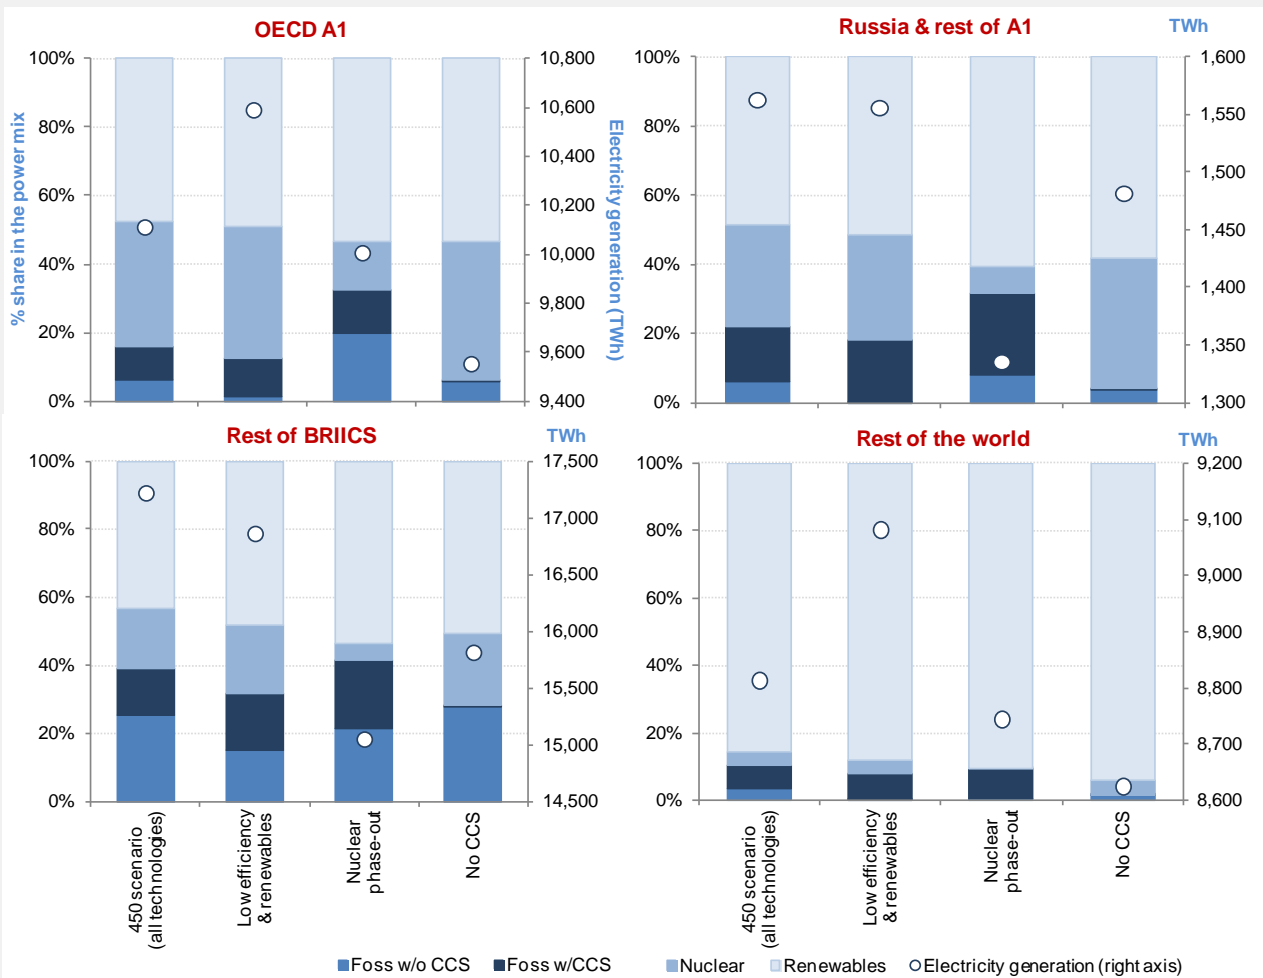 OECD A1
100%
80%
60%
40%
20%
0%
% share in the power mix
10,800
10,600
10,400
10,200
10,000
9,800
9,600
9,400
Electricity generation (TWh)
Russia & rest of A1
TWh
100%
80%
60%
40%
20%
0%
1,600
1,550
1,500
1,450
1,400
1,350
1,300
Rest of BRIICS
TWh
100%
80%
60%
40%
20%
0%
17,500
17,000
16,500
16,000
15,500
15,000
14,500
450 scenario
(all technologies)
Low efficiency
& renewables
Nuclear
phase-out
No CCS
Rest of the world
TWh
100%
80%
60%
40%
20%
0%
9,200
9,100
9,000
8,900
8,800
8,700
8,600
450 scenario
(all technologies)
Low efficiency
& renewables
Nuclear
phase-out
No CCS
Foss w/o CCS Foss w/CCS Nuclear Renewables Electricity generation (right axis)